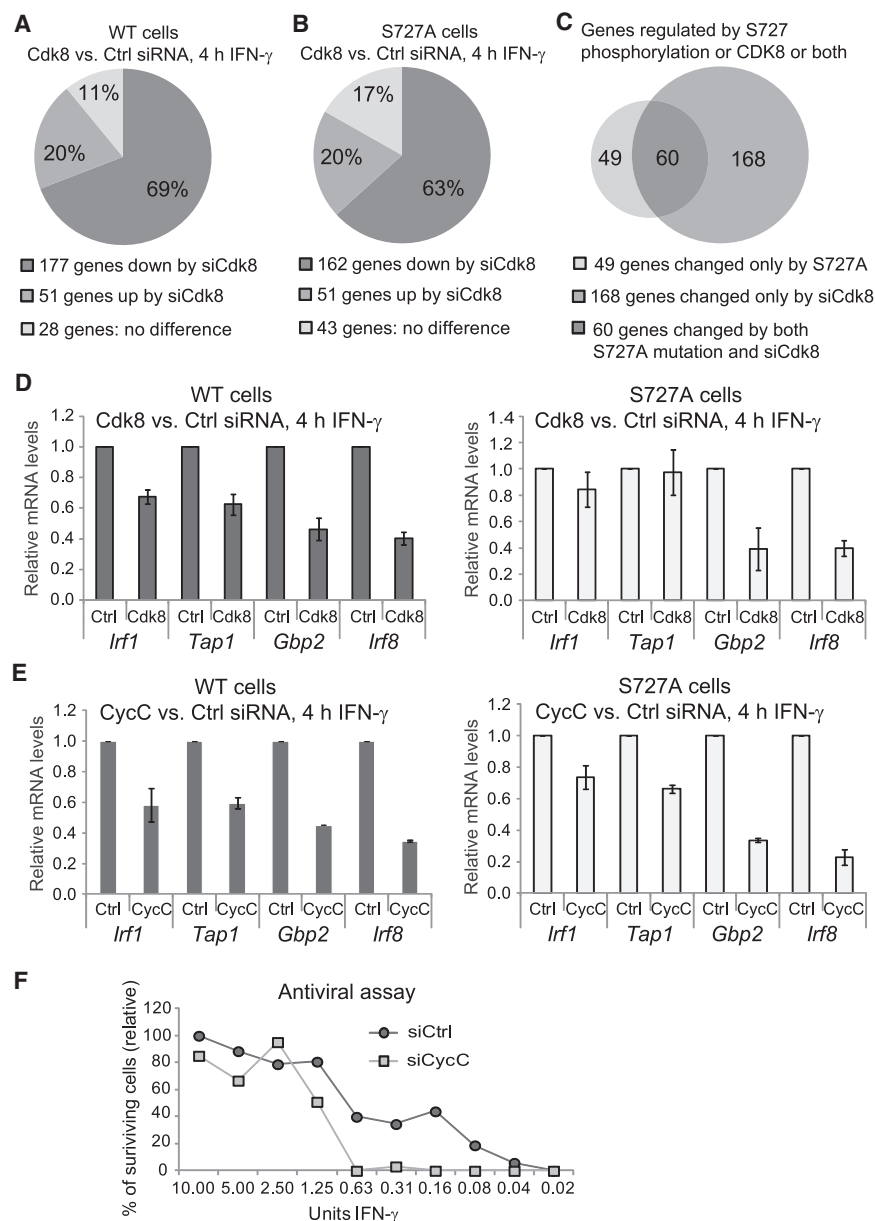 A
WT cells
Cdk8 vs. Ctrl siRNA, 4 h IFN-γ
11%
20%
69%
177 genes down by siCdk8
51 genes up by siCdk8
28 genes: no difference
B
S727A cells
Cdk8 vs. Ctrl siRNA, 4 h IFN-γ
17%
20%
63%
162 genes down by siCdk8
51 genes up by siCdk8
43 genes: no difference
C
Genes regulated by S727
phosphorylation or CDK8 or both
49 60 168
49 genes changed only by S727A
168 genes changed only by siCdk8
60 genes changed by both
S727A mutation and siCdk8
D
WT cells
Cdk8 vs. Ctrl siRNA, 4 h IFN-γ
Relative mRNA levels
1.2
1.0
0.8
0.6
0.4
0.2
0.0
Ctrl Cdk8 Ctrl Cdk8 Ctrl Cdk8 Ctrl Cdk8
Irf1 Tap1 Gbp2 Irf8
S727A cells
Cdk8 vs. Ctrl siRNA, 4 h IFN-γ
Relative mRNA levels
1.4
1.2
1.0
0.8
0.6
0.4
0.2
0.0
Ctrl Cdk8 Ctrl Cdk8 Ctrl Cdk8 Ctrl Cdk8
Irf1 Tap1 Gbp2 Irf8
E
WT cells
CycC vs. Ctrl siRNA, 4 h IFN-γ
Relative mRNA levels
1.2
1.0
0.8
0.6
0.4
0.2
0.0
Ctrl CycC Ctrl CycC Ctrl CycC Ctrl CycC
Irf1 Tap1 Gbp2 Irf8
S727A cells
CycC vs. Ctrl siRNA, 4 h IFN-γ
Relative mRNA levels
1.2
1.0
0.8
0.6
0.4
0.2
0.0
Ctrl CycC Ctrl CycC Ctrl CycC Ctrl CycC
Irf1 Tap1 Gbp2 Irf8
F
Antiviral assay
% of suriviving cells (relative)
120
100
80
60
40
20
0
siCtrl
siCycC
10.00 5.00 2.50 1.25 0.63 0.31 0.16 0.08 0.04 0.02
Units IFN-γ